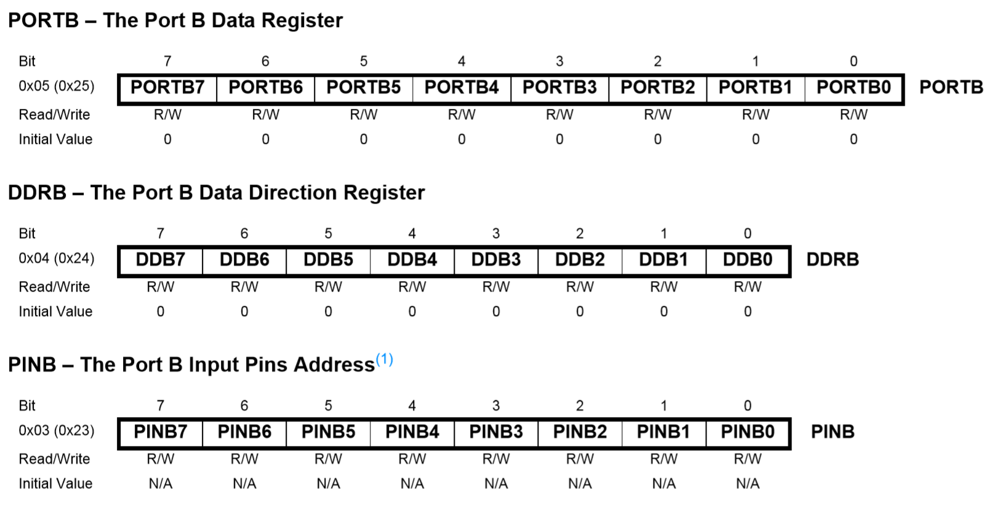 PORTB – The Port B Data Register
Bit 7 6 5 4 3 2 1 0
0x05 (0x25) PORTB7 PORTB6 PORTB5 PORTB4 PORTB3 PORTB2 PORTB1 PORTB0 PORTB
Read/Write R/W R/W R/W R/W R/W R/W R/W R/W
Initial Value 0 0 0 0 0 0 0 0
DDRB – The Port B Data Direction Register
Bit 7 6 5 4 3 2 1 0
0x04 (0x24) DDB7 DDB6 DDB5 DDB4 DDB3 DDB2 DDB1 DDB0 DDRB
Read/Write R/W R/W R/W R/W R/W R/W R/W R/W
Initial Value 0 0 0 0 0 0 0 0
PINB – The Port B Input Pins Address(1)
Bit 7 6 5 4 3 2 1 0
0x03 (0x23) PINB7 PINB6 PINB5 PINB4 PINB3 PINB2 PINB1 PINB0 PINB
Read/Write R/W R/W R/W R/W R/W R/W R/W R/W
Initial Value N/A N/A N/A N/A N/A N/A N/A N/A